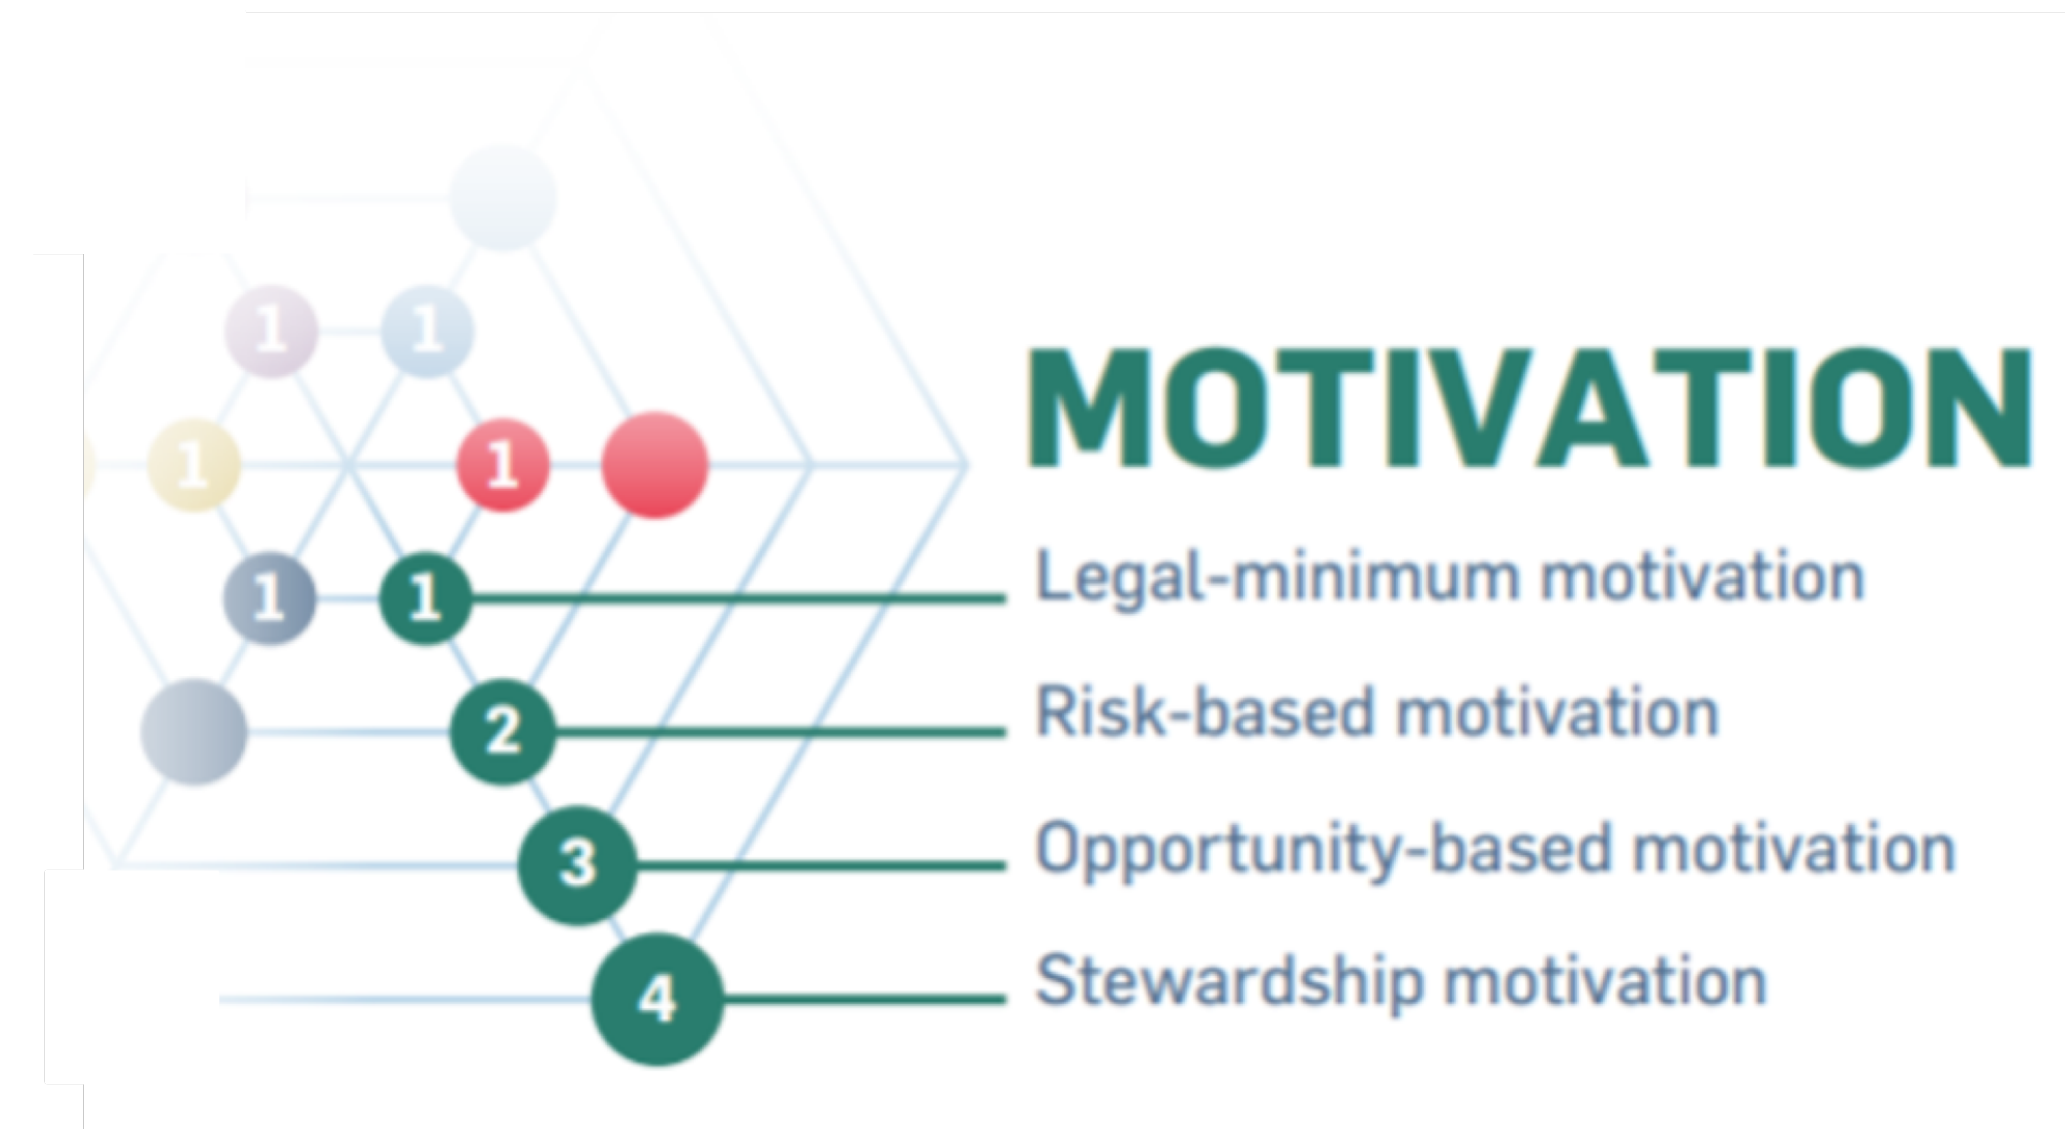 1 1
MOTIVATION
1 1
1 1 Legal-minimum motivation
2 Risk-based motivation
3 Opportunity-based motivation
4 Stewardship motivation